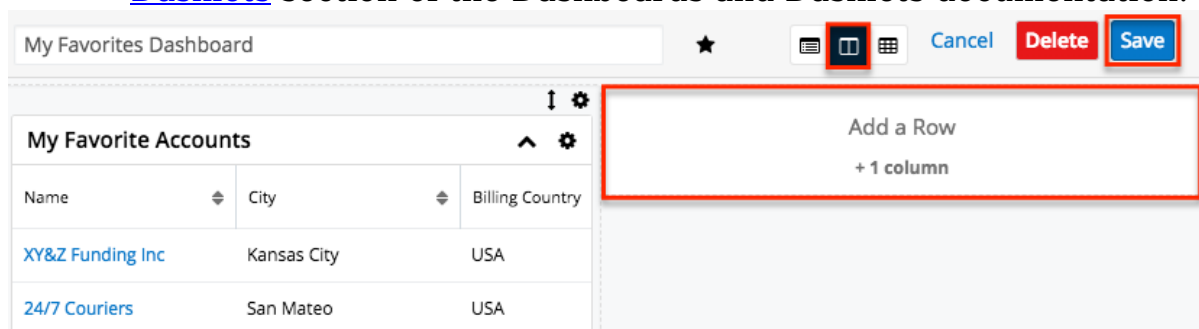 Dashlets section of the Dashboards and Dashlets documentation.
My Favorites Dashboard Cancel Delete Save
My Favorite Accounts
Add a Row
+ 1 column
Name City Billing Country
XY&Z Funding Inc Kansas City USA
24/7 Couriers San Mateo USA